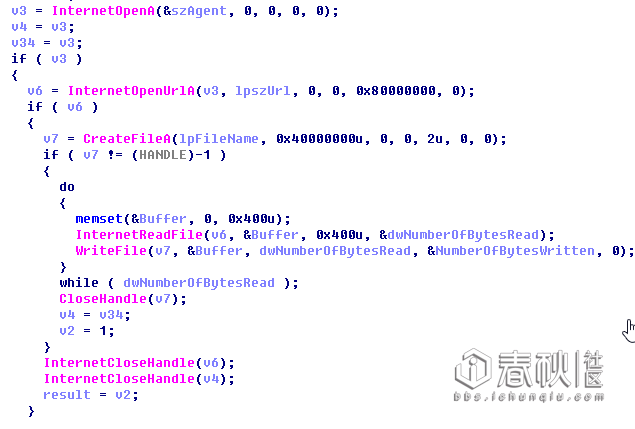 v3 = InternetOpenA(&szAgent, 0, 0, 0, 0);
v4 = v3;
v34 = v3;
if ( v3 )
{
v6 = InternetOpenUrlA(v3, lpszUrl, 0, 0, 0x80000000, 0);
if ( v6 )
{
v7 = CreateFileA(lpFileName, 0x40000000u, 0, 0, 2u, 0, 0);
if ( v7 != (HANDLE)-1 )
{
do
{
memset(&Buffer, 0, 0x400u);
InternetReadFile(v6, &Buffer, 0x400u, &dwNumberOfBytesRead);
WriteFile(v7, &Buffer, dwNumberOfBytesRead, &NumberOfBytesWritten, 0);
}
while ( dwNumberOfBytesRead );
CloseHandle(v7);
v4 = v34;
v2 = 1;
}
InternetCloseHandle(v6);
InternetCloseHandle(v4);
result = v2;
}
春秋 社区
bbs.ichunqiu.com